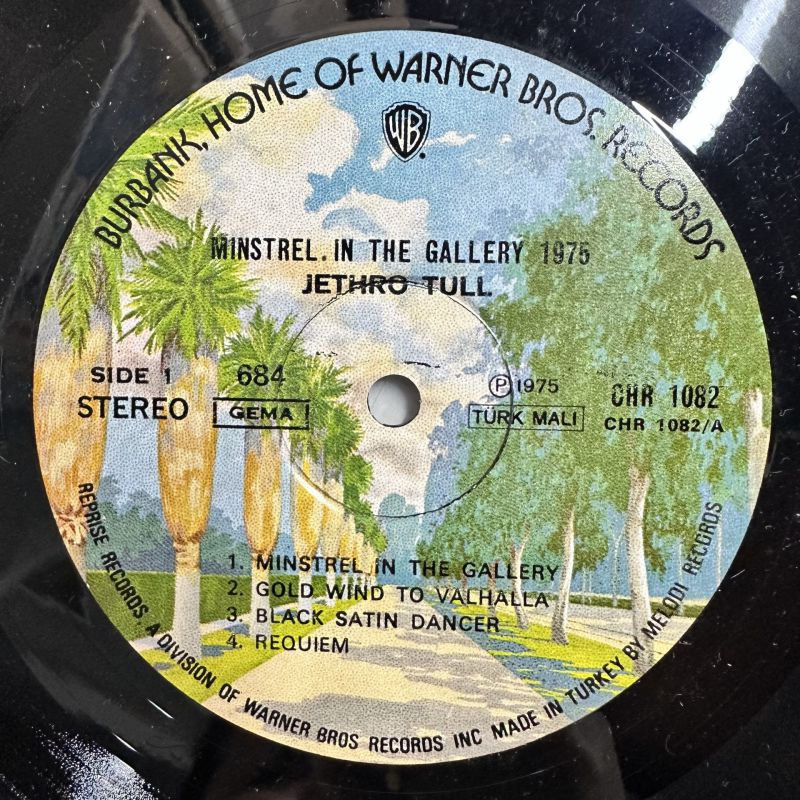 BURBANK, HOME OF WARNER BROS. RECORDS
WB
MINSTREL. IN THE GALLERY 1975
JETHRO TULL
SIDE 1
684
STEREO
GEMA
℗ 1975
TÜRK MALI
CHR 1082
CHR 1082/A
1. MINSTREL IN THE GALLERY
2. GOLD WIND TO VALHALLA
3. BLACK SATIN DANCER
4. REQUIEM
REPRISE RECORDS A DIVISION OF WARNER BROS RECORDS INC MADE IN TURKEY BY MELODI RECORDS